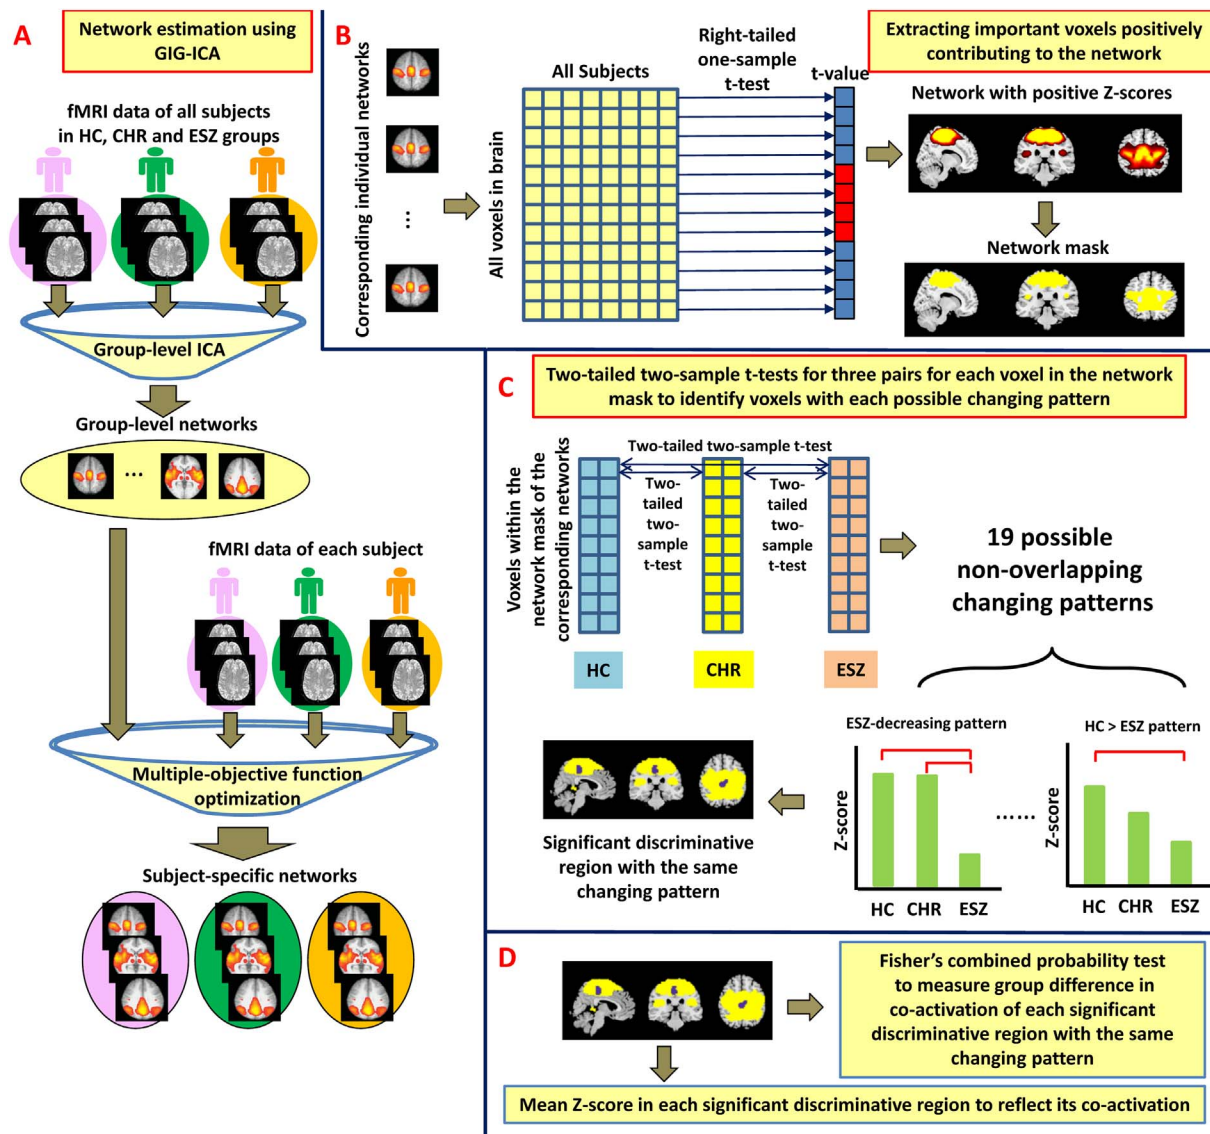 A
Network estimation using
GIG-ICA
fMRI data of all subjects
in HC, CHR and ESZ groups
Group-level ICA
Group-level networks
...
fMRI data of each subject
Multiple-objective function
optimization
Subject-specific networks
B
Corresponding individual networks
...
All voxels in brain
All Subjects
Right-tailed
one-sample
t-test
t-value
Extracting important voxels positively
contributing to the network
Network with positive Z-scores
Network mask
C
Two-tailed two-sample t-tests for three pairs for each voxel in the network
mask to identify voxels with each possible changing pattern
Voxels within the
network mask of the
corresponding networks
Two-tailed two-sample t-test
Two-
tailed
two-
sample
t-test
Two-
tailed
two-
sample
t-test
HC
CHR
ESZ
19 possible
non-overlapping
changing patterns
ESZ-decreasing pattern
Z-score
HC CHR ESZ
......
HC > ESZ pattern
Z-score
HC CHR ESZ
Significant discriminative
region with the same
changing pattern
D
Fisher's combined probability test
to measure group difference in
co-activation of each significant
discriminative region with the same
changing pattern
Mean Z-score in each significant discriminative region to reflect its co-activation